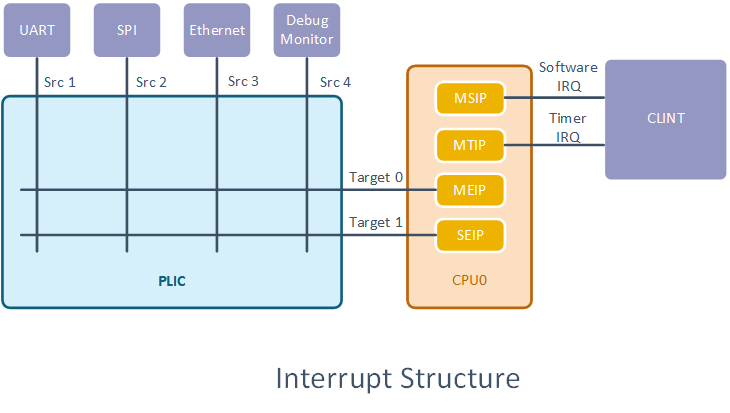 UART
SPI
Ethernet
Debug
Monitor
Src 1
Src 2
Src 3
Src 4
Software
IRQ
MSIP
CLINT
Timer
IRQ
MTIP
Target 0
MEIP
Target 1
SEIP
PLIC
CPU0
Interrupt Structure